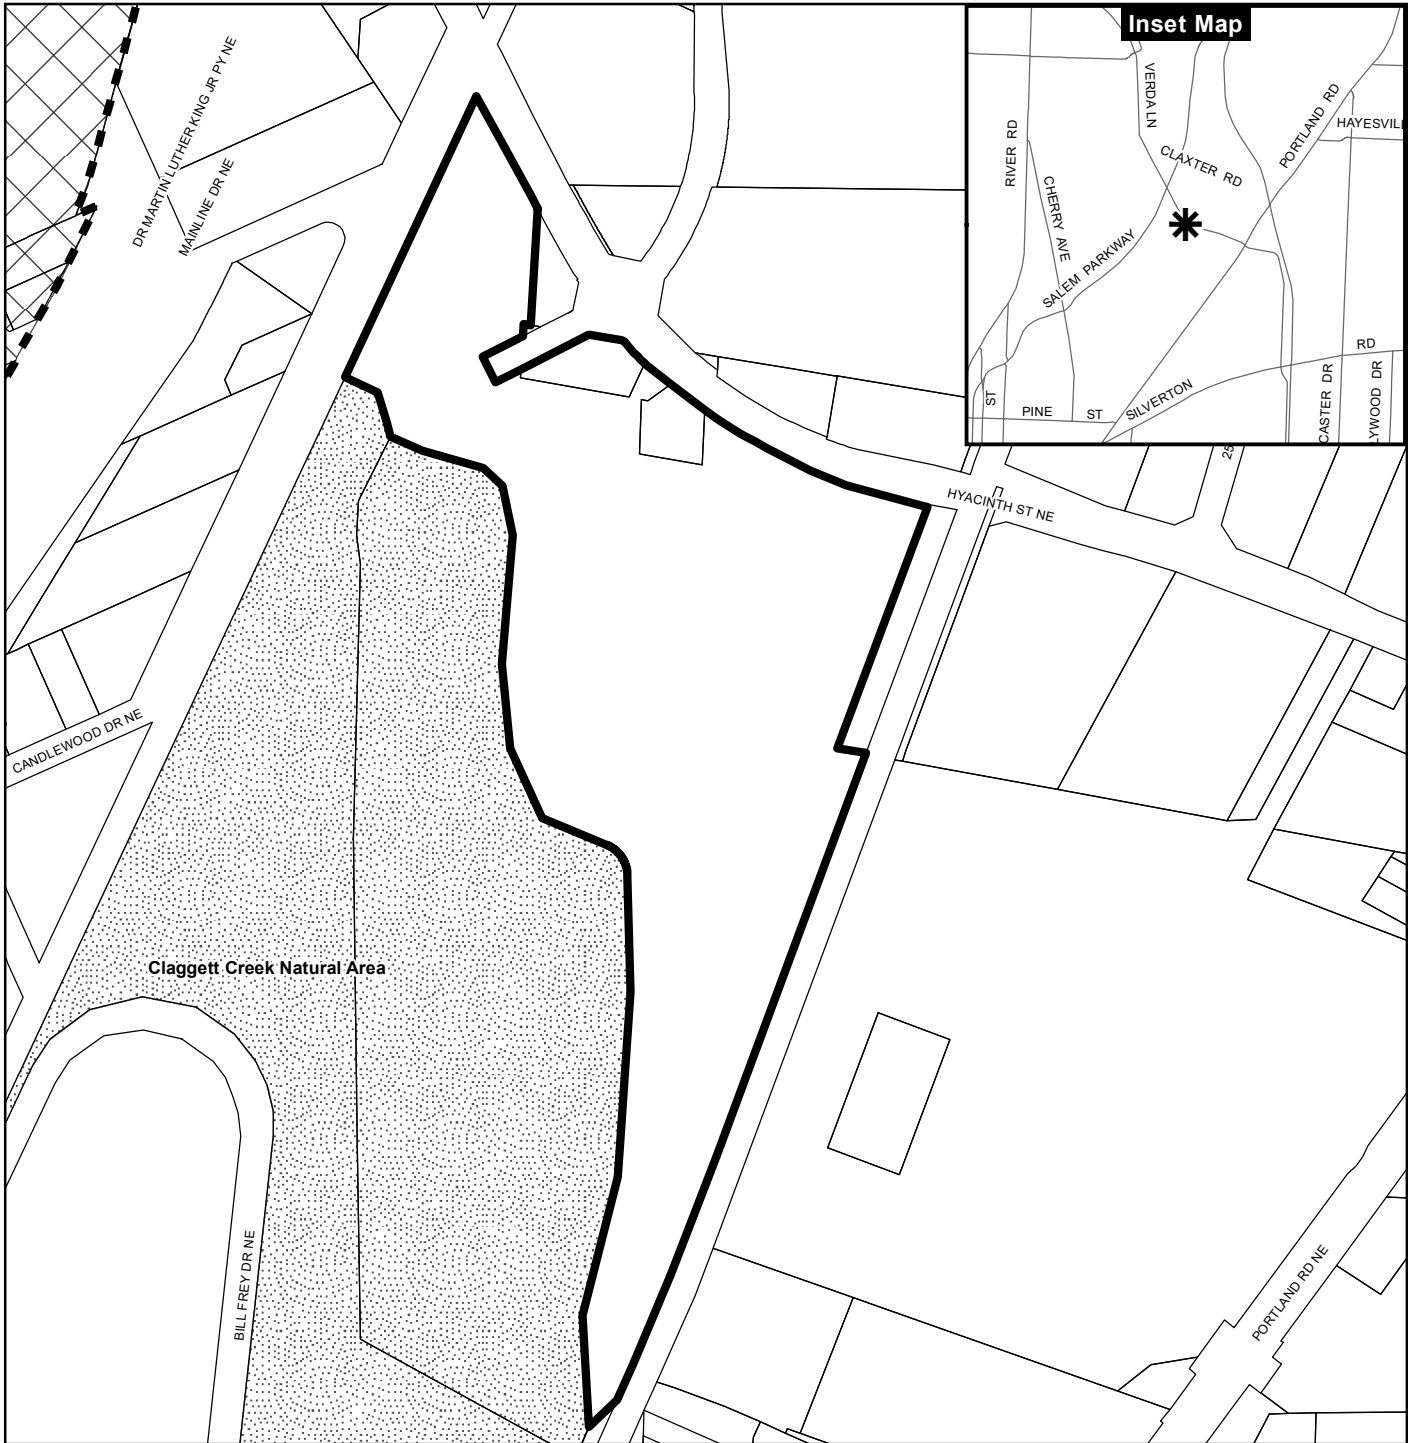 Inset Map
VERDA LN
PORTLAND RD
HAYESVILL
RIVER RD
CLAXTER RD
CHERRY AVE
SALEM PARKWAY
RD
ST
PINE ST
SILVERTON
CASTER DR
LYWOOD DR
DR MARTIN LUTHER KING JR PY NE
MAINLINE DR NE
25
HYACINTH ST NE
CANDLEWOOD DR NE
Claggett Creek Natural Area
BILL FREY DR NE
PORTLAND RD NE